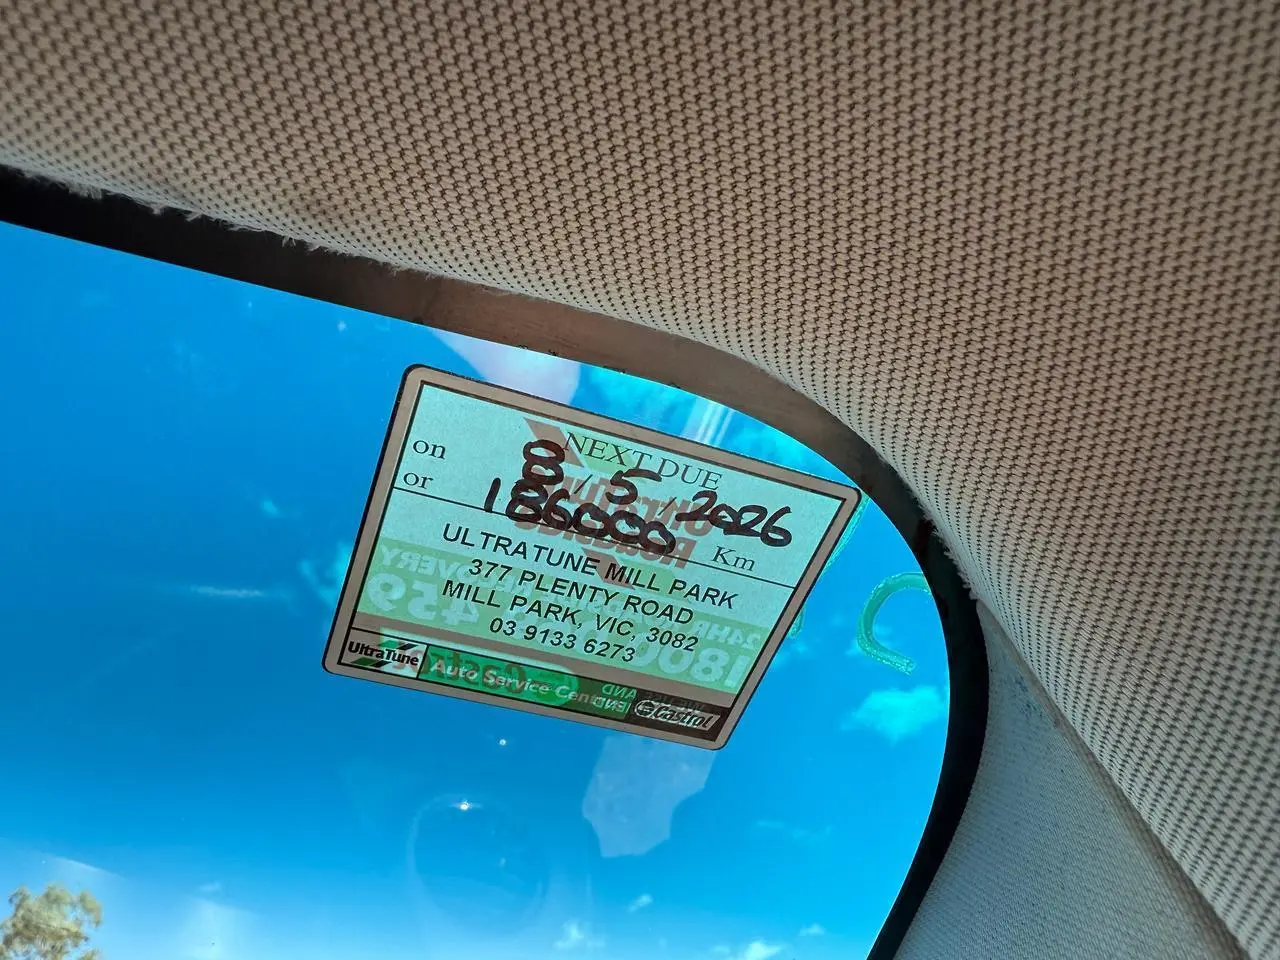 NEXT DUE
on 8 / 5 / 2026
or 186000 Km
ULTRATUNE MILL PARK
377 PLENTY ROAD
MILL PARK, VIC, 3082
03 9133 6273
UltraTune Auto Service Cent Castrol